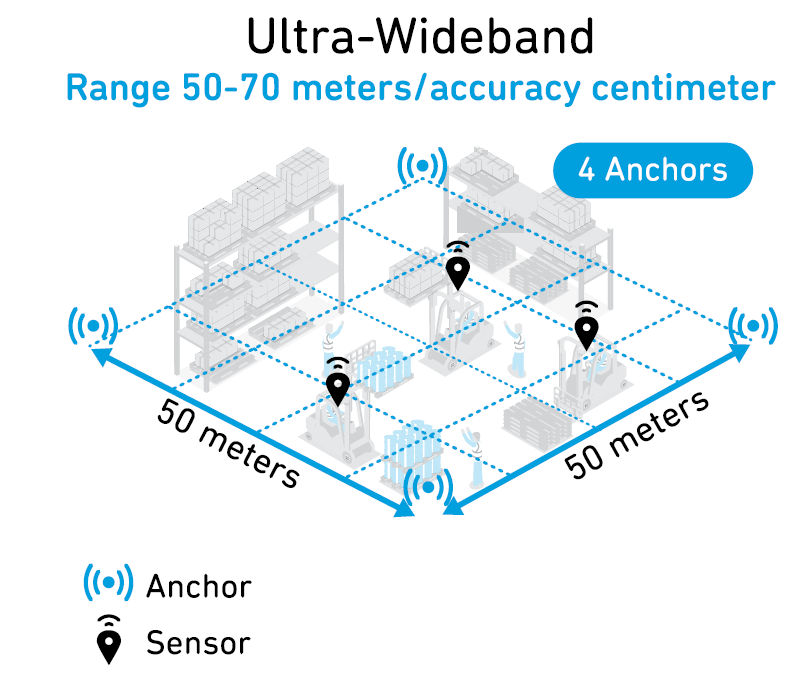 Ultra-Wideband
Range 50-70 meters/accuracy centimeter
4 Anchors
50 meters
50 meters
Anchor
Sensor